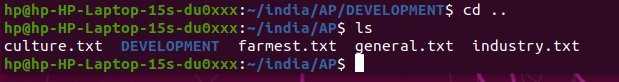 hp@hp-HP-Laptop-15s-du0xxx:~/india/AP/DEVELOPMENT$ cd ..
hp@hp-HP-Laptop-15s-du0xxx:~/india/AP$ ls
culture.txt  DEVELOPMENT  farmest.txt  general.txt  industry.txt
hp@hp-HP-Laptop-15s-du0xxx:~/india/AP$